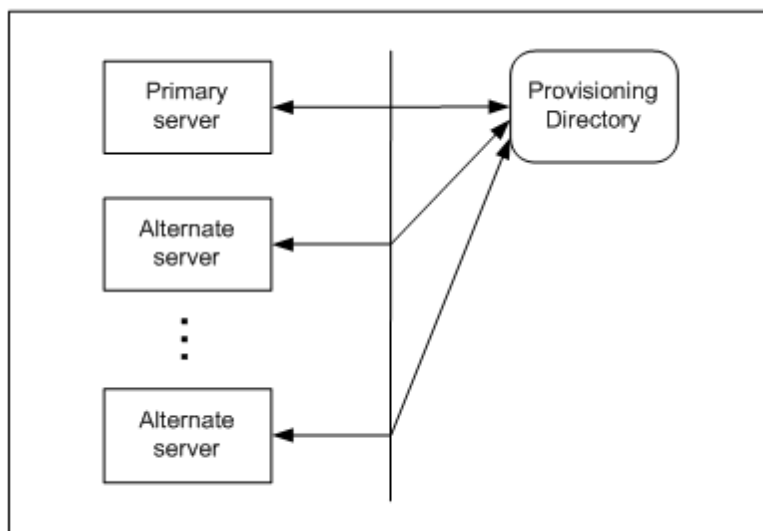 Primary
server
Provisioning
Directory
Alternate
server
Alternate
server